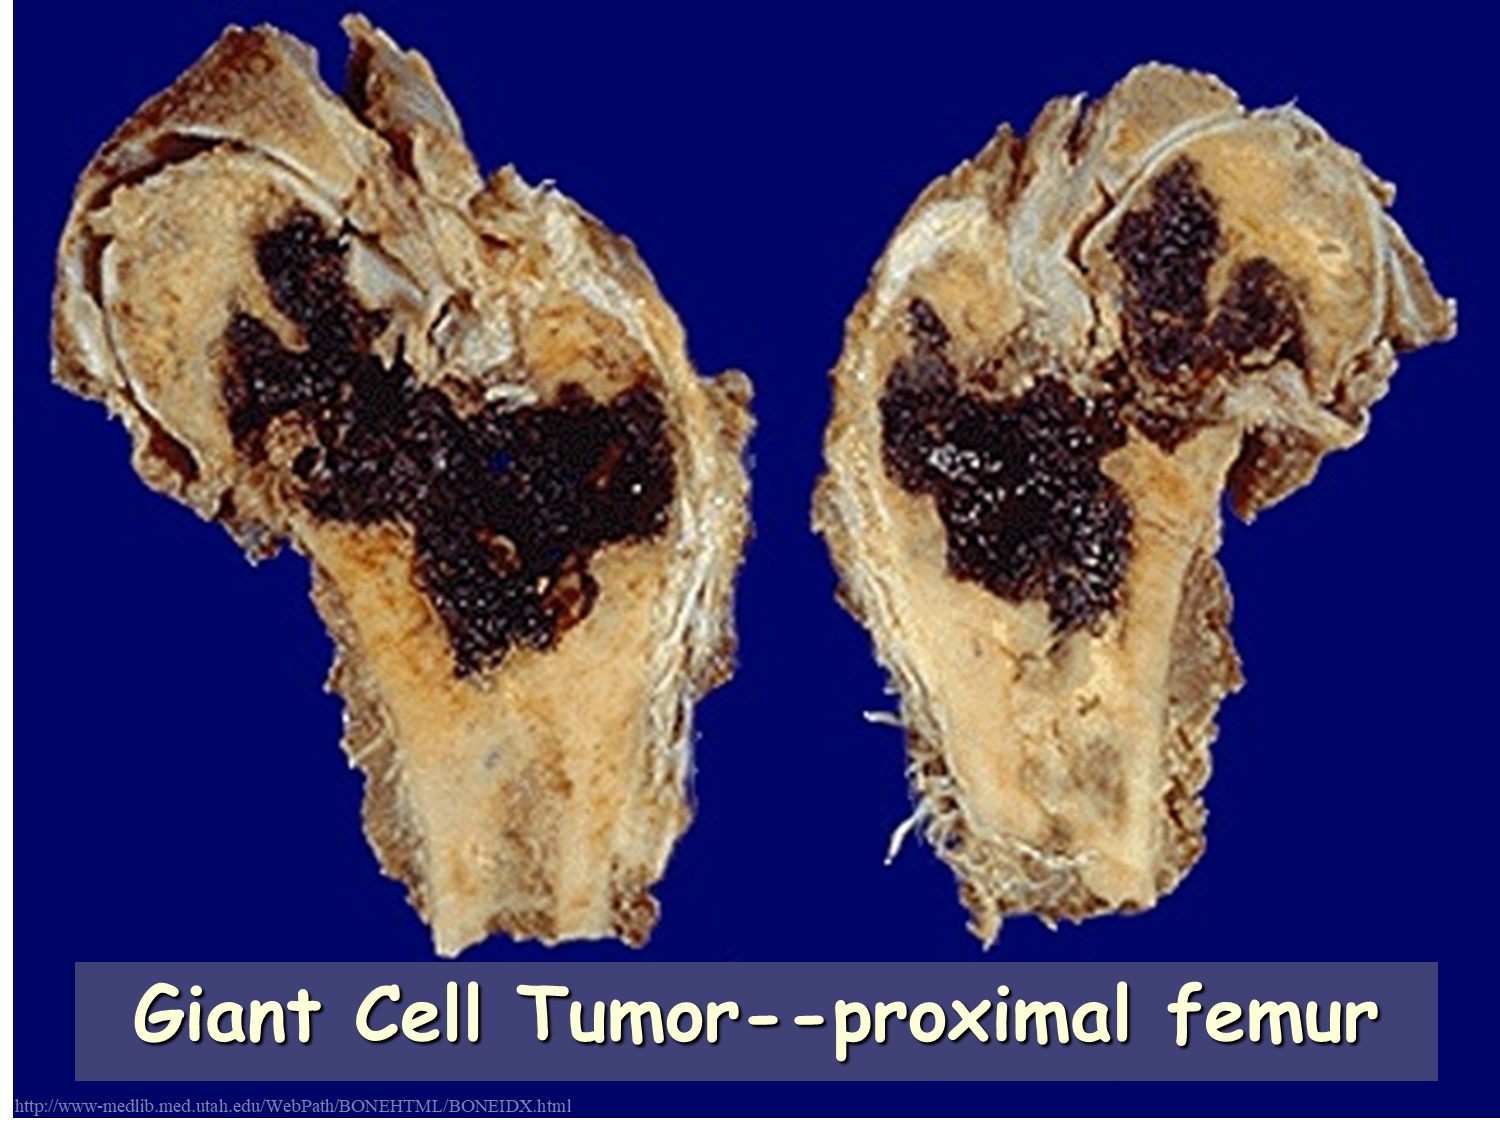 Giant Cell Tumor--proximal femur
http://www-medlib.med.utah.edu/WebPath/BONEHTML/BONEIDX.html